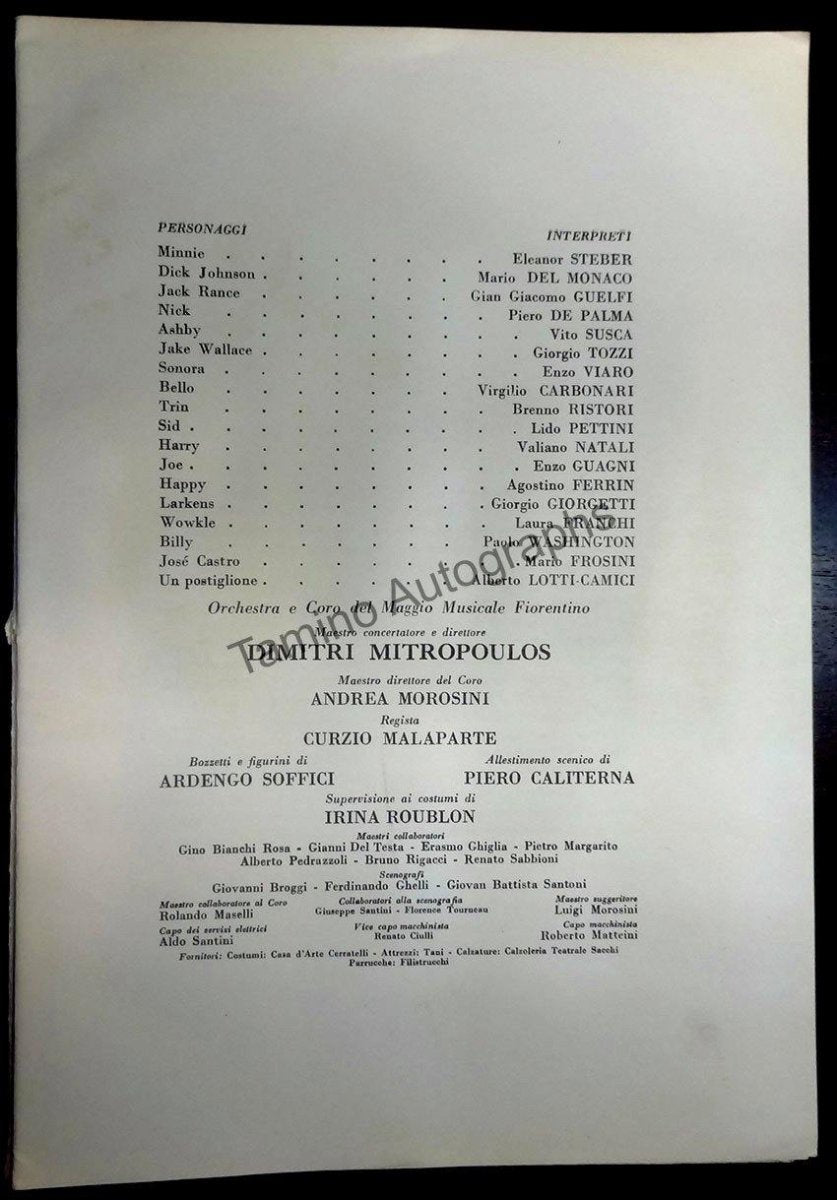 PERSONAGGI INTERPRETI
Minnie . . . . . . . Eleanor STEBER
Dick Johnson . . . . . . Mario DEL MONACO
Jack Rance . . . . . . Gian Giacomo GUELFI
Nick . . . . . . . . Piero DE PALMA
Ashby . . . . . . . . Vito SUSCA
Jake Wallace . . . . . . . . Giorgio TOZZI
Sonora . . . . . . . . Enzo VIARO
Bello . . . . . . . Virgilio CARBONARI
Trin . . . . . . . . Brenno RISTORI
Sid . . . . . . . . . . Lido PETTINI
Harry . . . . . . . . Valiano NATALI
Joe . . . . . . . . . . Enzo GUAGNI
Happy . . . . . . . . Agostino FERRIN
Larkens . . . . . . . . Giorgio GIORGETTI
Wowkle . . . . . . . . Laura FRANCHI
Billy . . . . . . . Paolo WASHINGTON
José Castro . . . . . . . . Mario FROSINI
Un postiglione . . . . . . Alberto LOTTI-CAMICI
Orchestra e Coro del Maggio Musicale Fiorentino
Maestro concertatore e direttore
DIMITRI MITROPOULOS
Maestro direttore del Coro
ANDREA MOROSINI
Regista
CURZIO MALAPARTE
Bozzetti e figurini di Allestimento scenico di
ARDENGO SOFFICI PIERO CALITERNA
Supervisione ai costumi di
IRINA ROUBLON
Maestri collaboratori
Gino Bianchi Rosa - Gianni Del Testa - Erasmo Ghiglia - Pietro Margarito
Alberto Pedrazzoli - Bruno Rigacci - Renato Sabbioni
Scenografi
Giovanni Broggi - Ferdinando Ghelli - Giovan Battista Santoni
Maestro collaboratore al Coro Collaboratori alla scenografia Maestro suggeritore
Rolando Maselli Giuseppe Santini - Florence Tourneau Luigi Morosini
Capo dei servizi elettrici Vice capo macchinista Capo macchinista
Aldo Santini Renato Ciulli Roberto Matteini
Fornitori: Costumi: Casa d'Arte Cerratelli - Attrezzi: Tani - Calzature: Calzoleria Teatrale Sacchi
Parrucche: Filistrucchi
Tamino Autographs